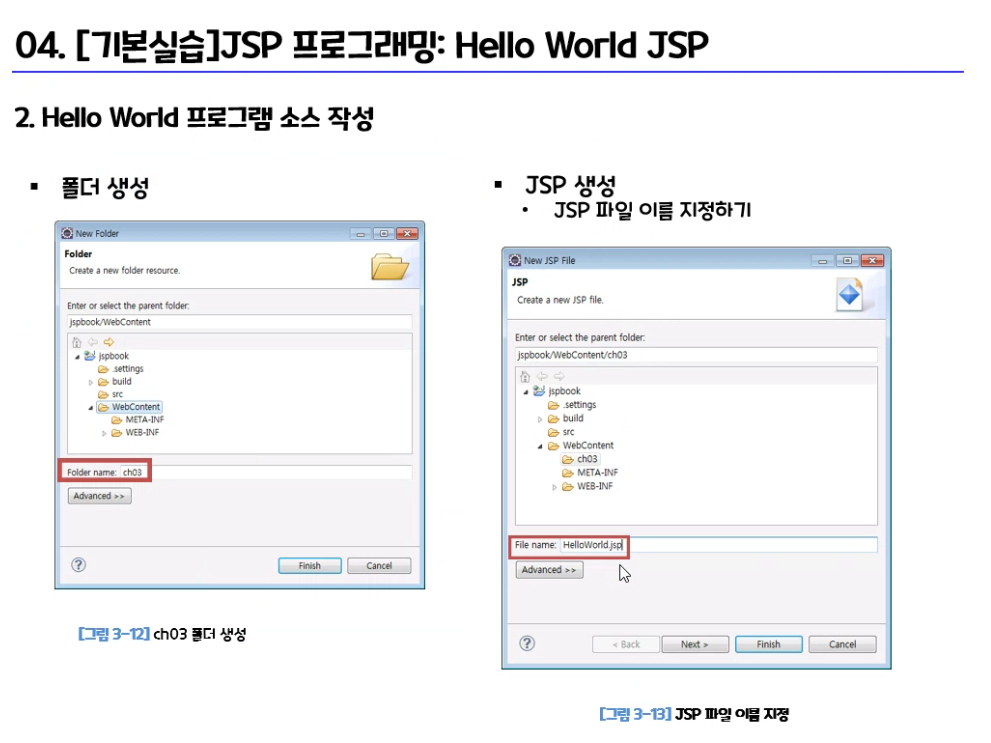 04. [기본실습]JSP 프로그래밍: Hello World JSP
2. Hello World 프로그램 소스 작성
▪ 폴더 생성
New Folder
Folder
Create a new folder resource.
Enter or select the parent folder:
jspbook/WebContent
jspbook
.settings
build
src
WebContent
META-INF
WEB-INF
Folder name: ch03
Advanced >>
Finish Cancel
[그림 3-12] ch03 폴더 생성
▪ JSP 생성
• JSP 파일 이름 지정하기
New JSP File
JSP
Create a new JSP file.
Enter or select the parent folder:
jspbook/WebContent/ch03
jspbook
.settings
build
src
WebContent
ch03
META-INF
WEB-INF
File name: HelloWorld.jsp
Advanced >>
< Back Next > Finish Cancel
[그림 3-13] JSP 파일 이름 지정